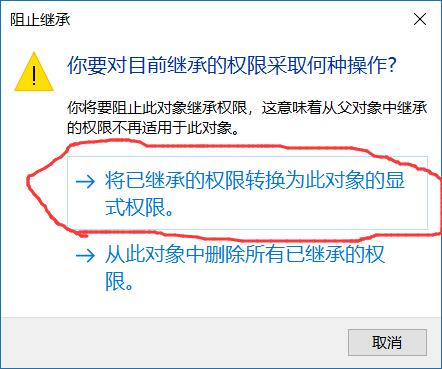 阻止继承
你要对目前继承的权限采取何种操作?
你将要阻止此对象继承权限，这意味着从父对象中继承
的权限不再适用于此对象。
将已继承的权限转换为此对象的显
式权限。
从此对象中删除所有已继承的权
限。
取消